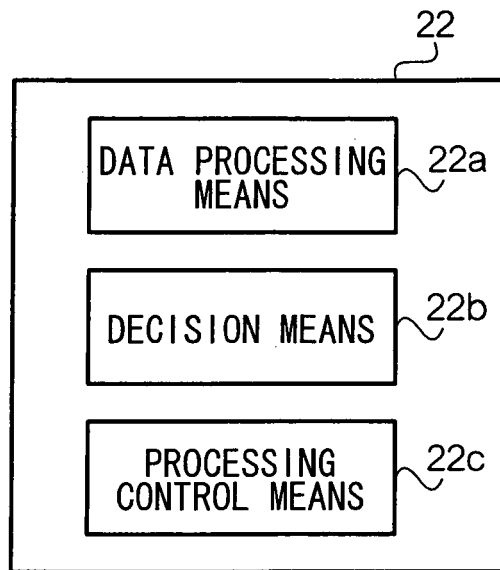 22
DATA PROCESSING
MEANS
22a
DECISION MEANS
22b
PROCESSING
CONTROL MEANS
22c